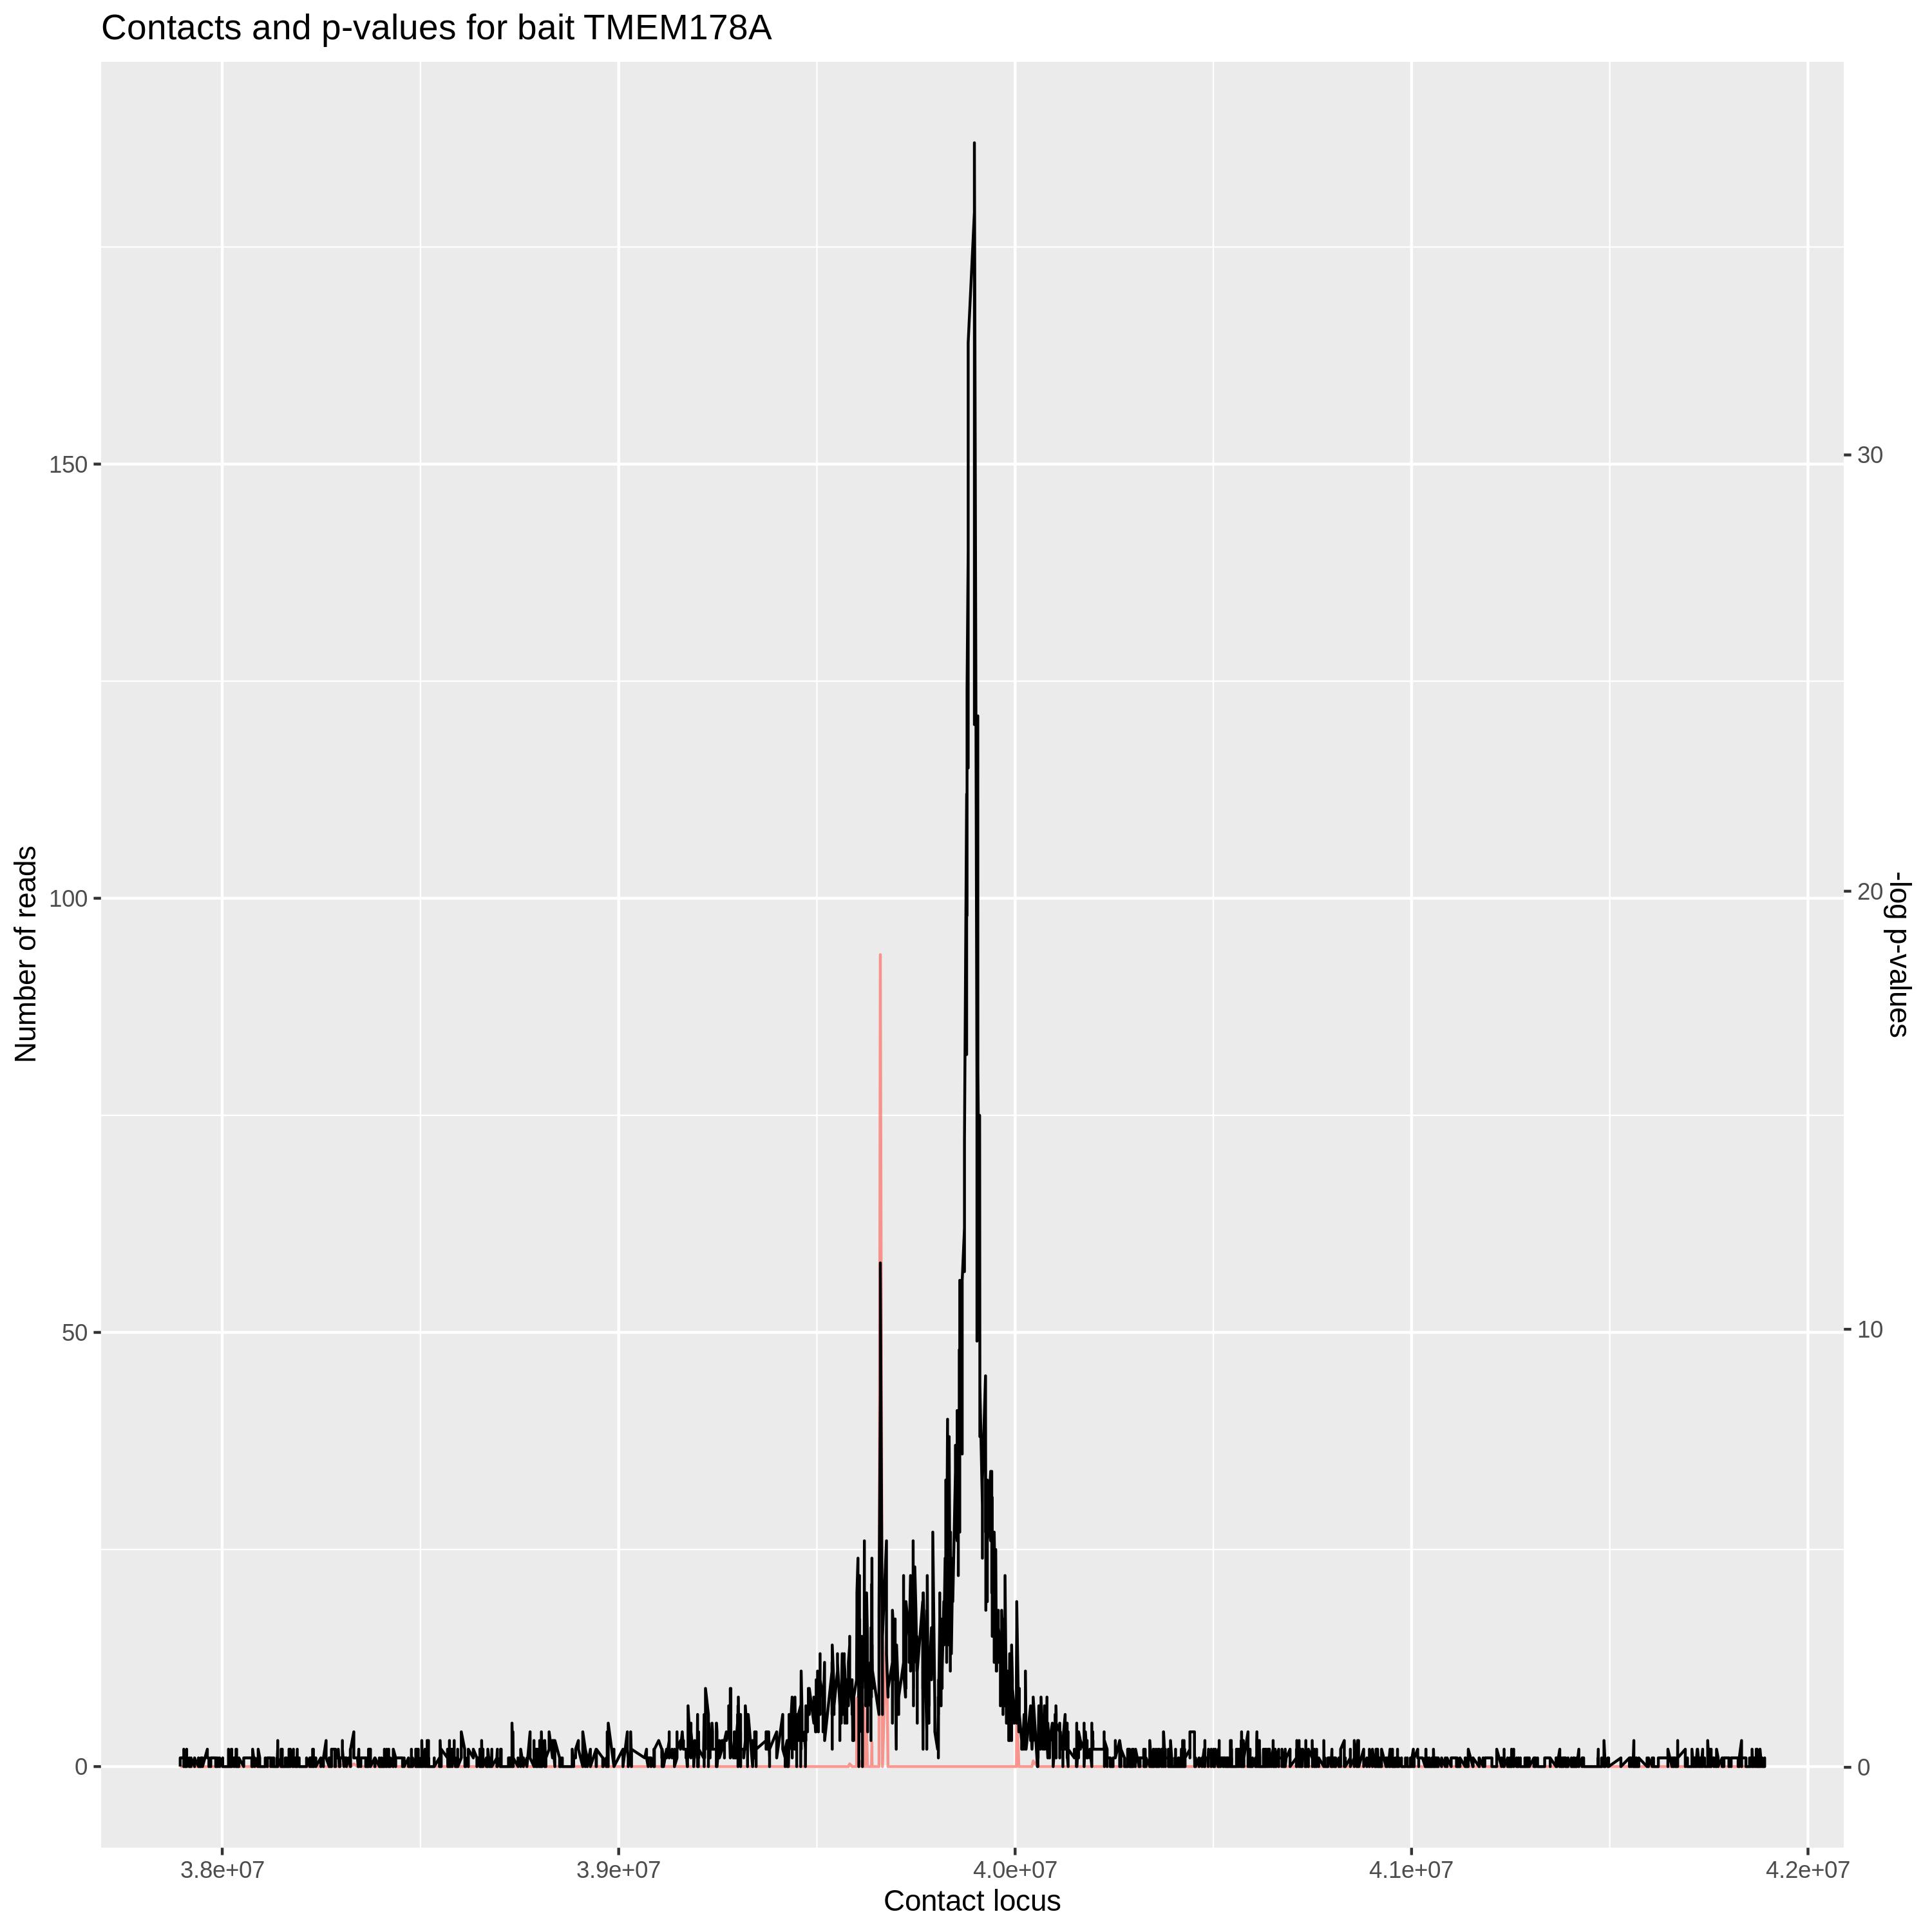 Contacts and p-values for bait TMEM178A
Number of reads
150
100
50
0
30
20
10
0
-log p-values
3.8e+07
3.9e+07
4.0e+07
4.1e+07
4.2e+07
Contact locus